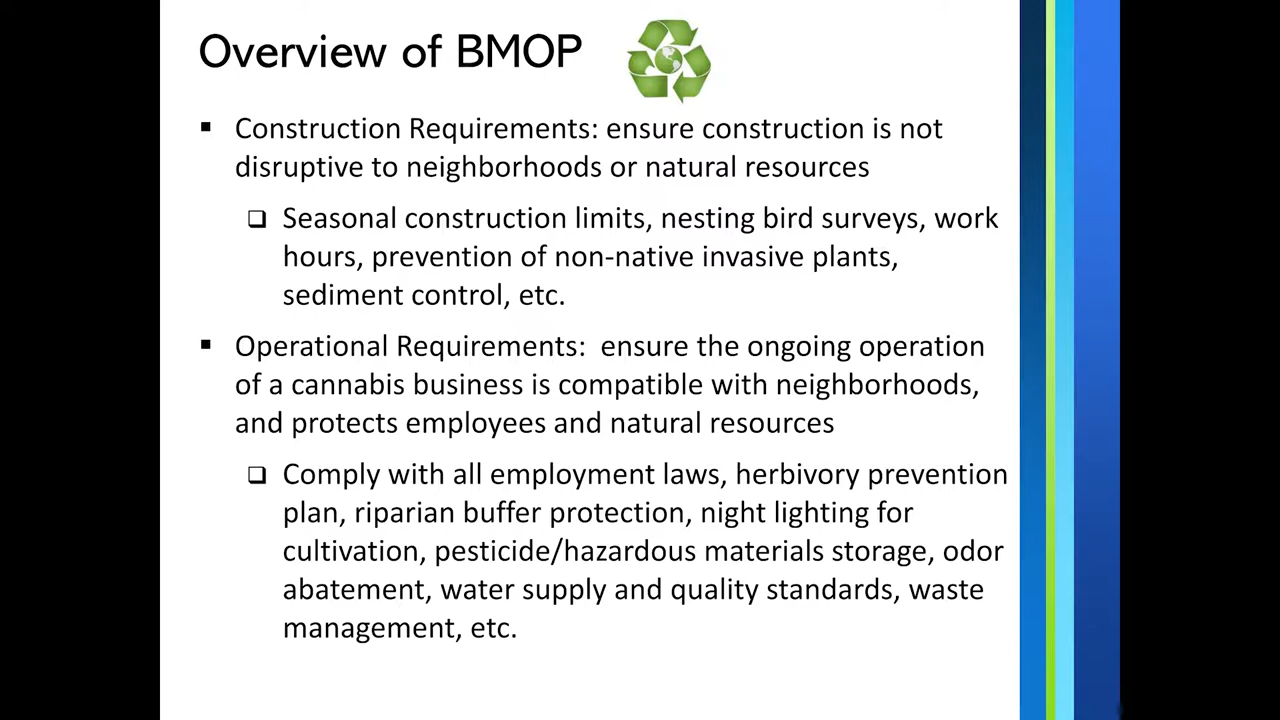 Overview of BMOP
▪ Construction Requirements: ensure construction is not
disruptive to neighborhoods or natural resources
❑ Seasonal construction limits, nesting bird surveys, work
hours, prevention of non-native invasive plants,
sediment control, etc.
▪ Operational Requirements:  ensure the ongoing operation
of a cannabis business is compatible with neighborhoods,
and protects employees and natural resources
❑ Comply with all employment laws, herbivory prevention
plan, riparian buffer protection, night lighting for
cultivation, pesticide/hazardous materials storage, odor
abatement, water supply and quality standards, waste
management, etc.